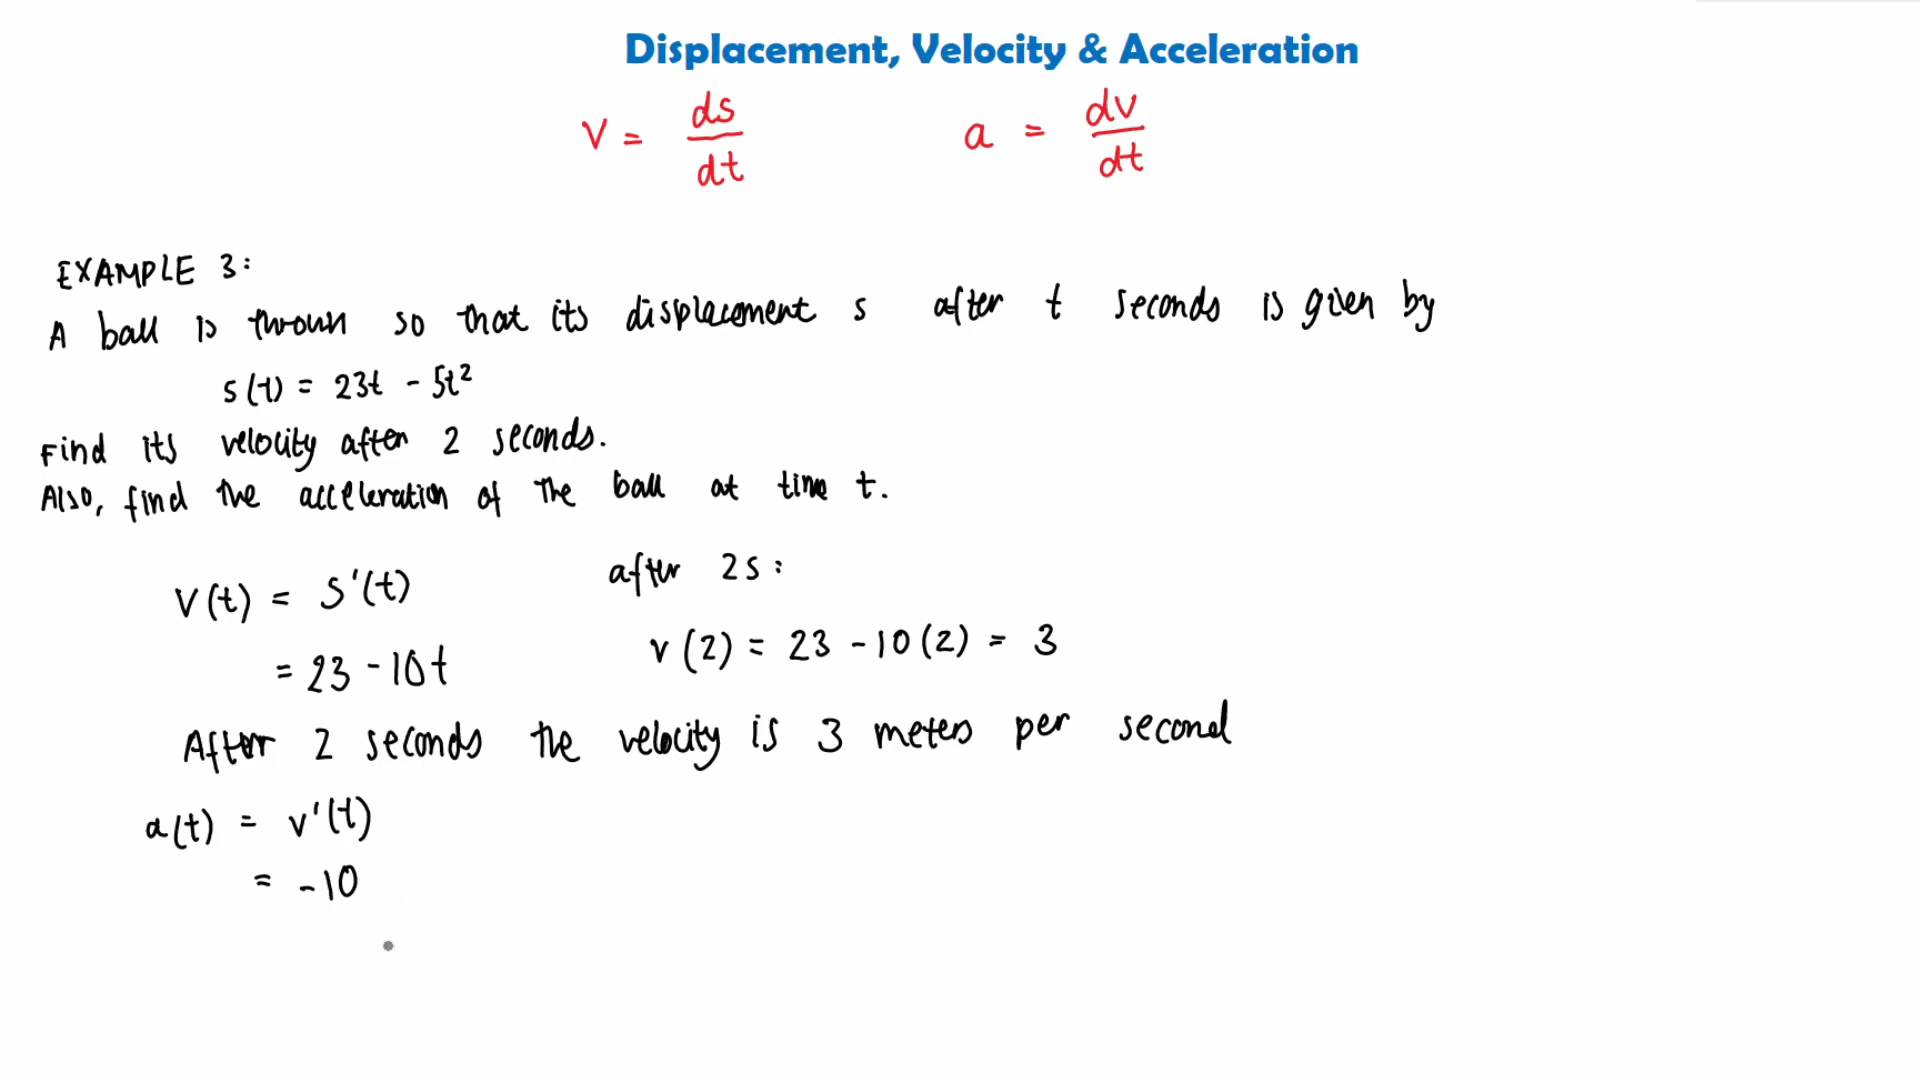 Displacement, Velocity & Acceleration
v = ds/dt a = dv/dt
EXAMPLE 3:
A ball is thrown so that its displacement s after t seconds is given by
s(t) = 23t - 5t²
Find its velocity after 2 seconds.
Also, find the acceleration of the ball at time t.
v(t) = s'(t)
= 23 - 10t
after 2s:
v(2) = 23 - 10(2) = 3
After 2 seconds the velocity is 3 meters per second
a(t) = v'(t)
= -10